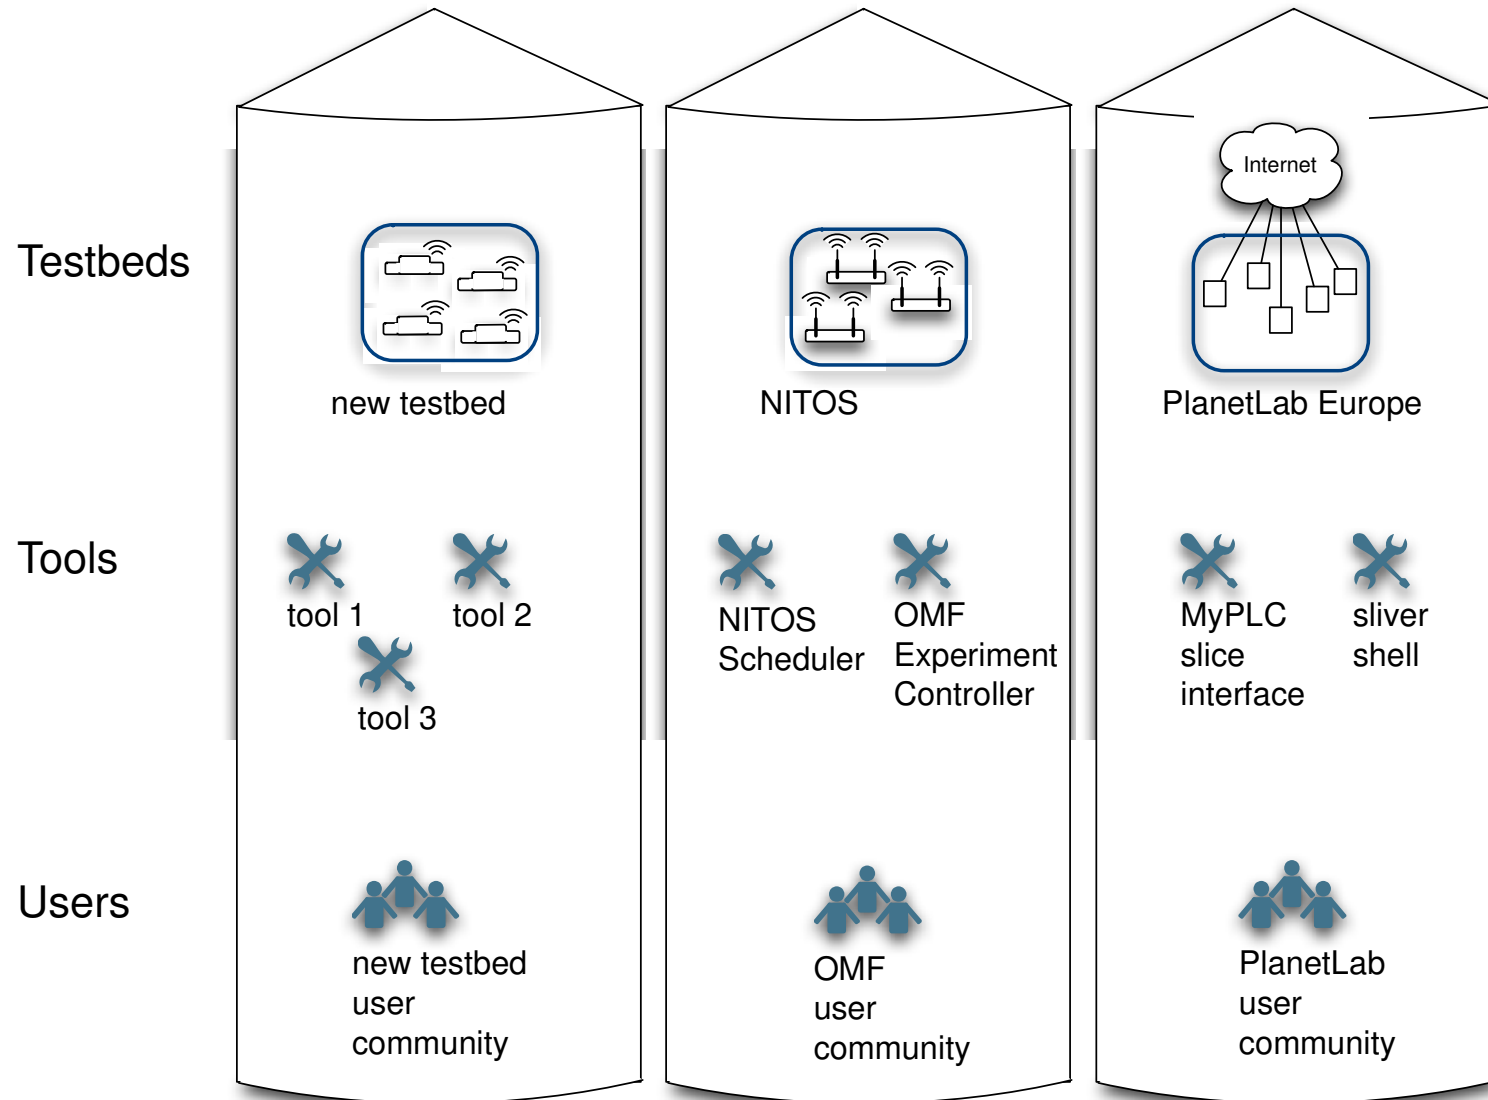 Internet
Testbeds
new testbed
NITOS
PlanetLab Europe
Tools
tool 1
tool 2
tool 3
NITOS
Scheduler
OMF
Experiment
Controller
MyPLC
slice
interface
sliver
shell
Users
new testbed
user
community
OMF
user
community
PlanetLab
user
community